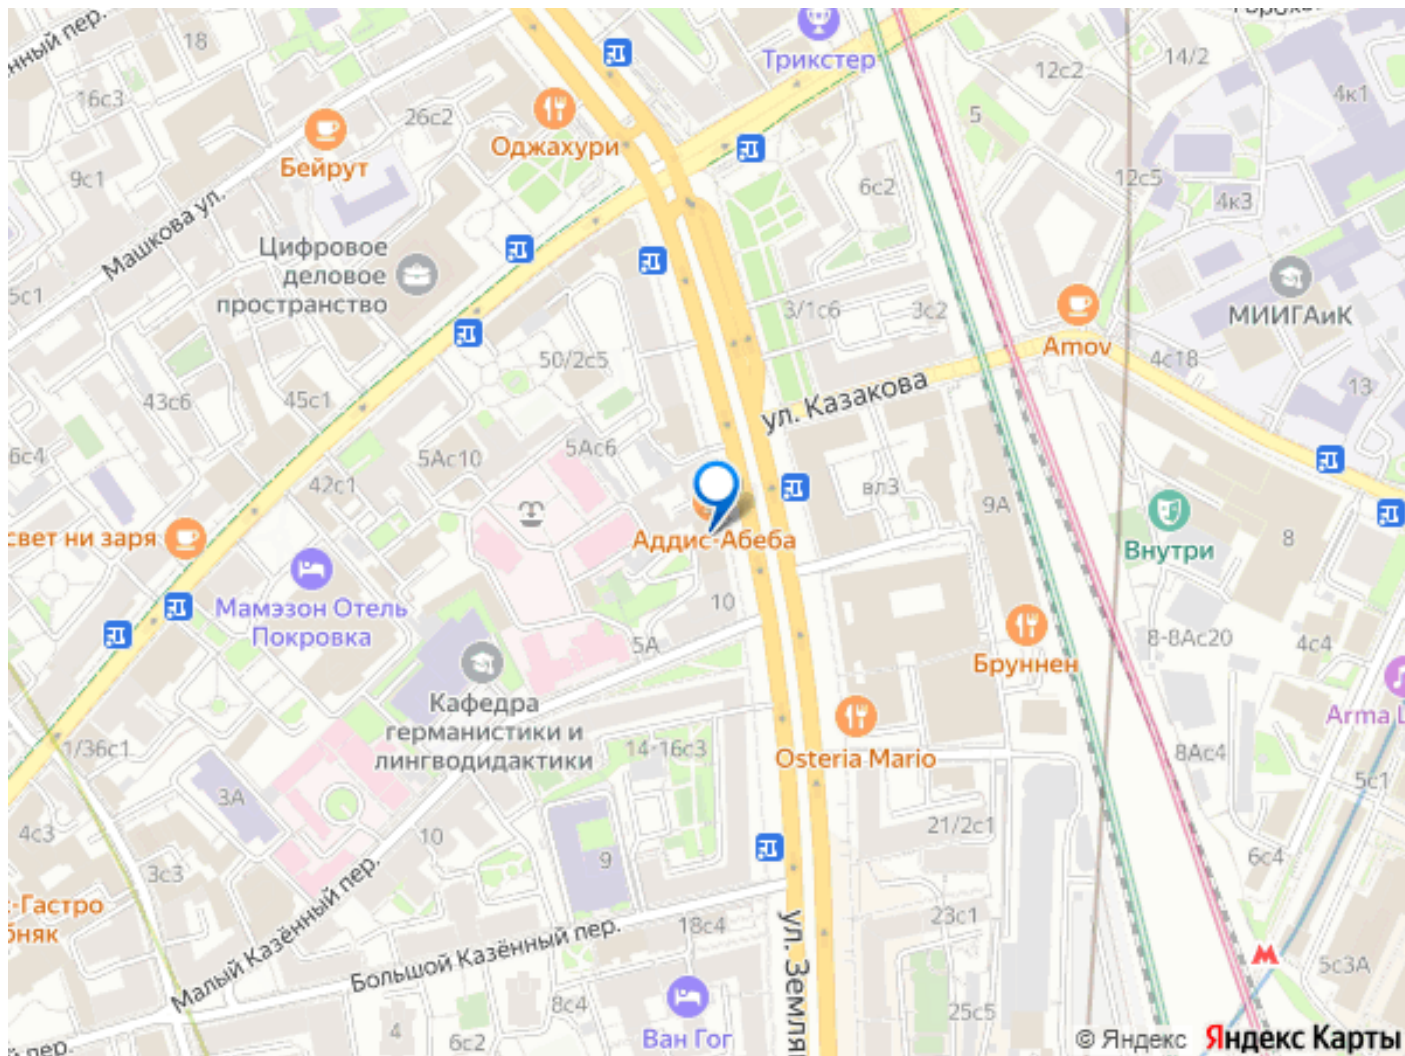 18
Трикстер
14/2
12с2
4к1
16с3
26с2
5
Оджахури
Бейрут
9с1
6с2
12с5
4к3
Машкова ул.
Цифровое
деловое
пространство
5с1
МИИГАиК
3/1с6
3с2
Amov
50/2с5
4с18
13
ул. Казакова
43с6
45с1
5Ас6
6с4
5Ас10
42с1
вл3
9А
свет ни заря
Аддис-Абеба
8
Внутри
Мамэзон Отель
Покровка
10
5А
8-8Ас20
4с4
Бруннен
Кафедра
германистики и
лингводидактики
14-16с3
Osteria Mario
Arma
1/36с1
8Ас4
5с1
3А
4с3
10
21/2с1
9
6с4
3с3
-Гастро
23с1
18с4
Малый Казённый пер.
Большой Казённый пер.
ул. Земля
5с3А
8с4
25с5
4
6с2
Ван Гог
© Яндекс
Яндекс Карты